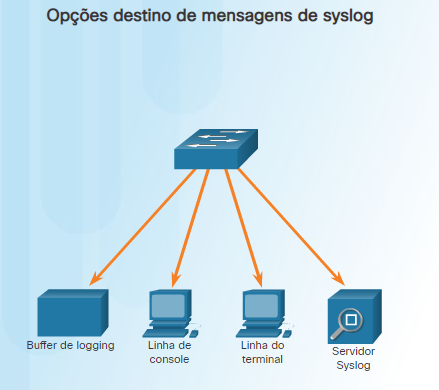 Opções destino de mensagens de syslog
Buffer de logging
Linha de
console
Linha do
terminal
Servidor
Syslog